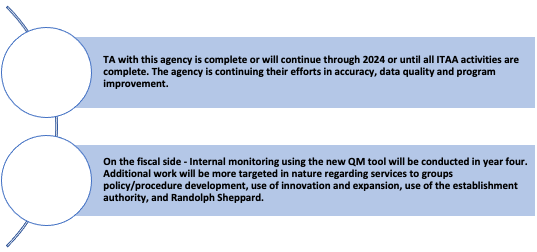 TA with this agency is complete or will continue through 2024 or until all ITAA activities are
complete. The agency is continuing their efforts in accuracy, data quality and program
improvement.
On the fiscal side - Internal monitoring using the new QM tool will be conducted in year four.
Additional work will be more targeted in nature regarding services to groups
policy/procedure development, use of innovation and expansion, use of the establishment
authority, and Randolph Sheppard.